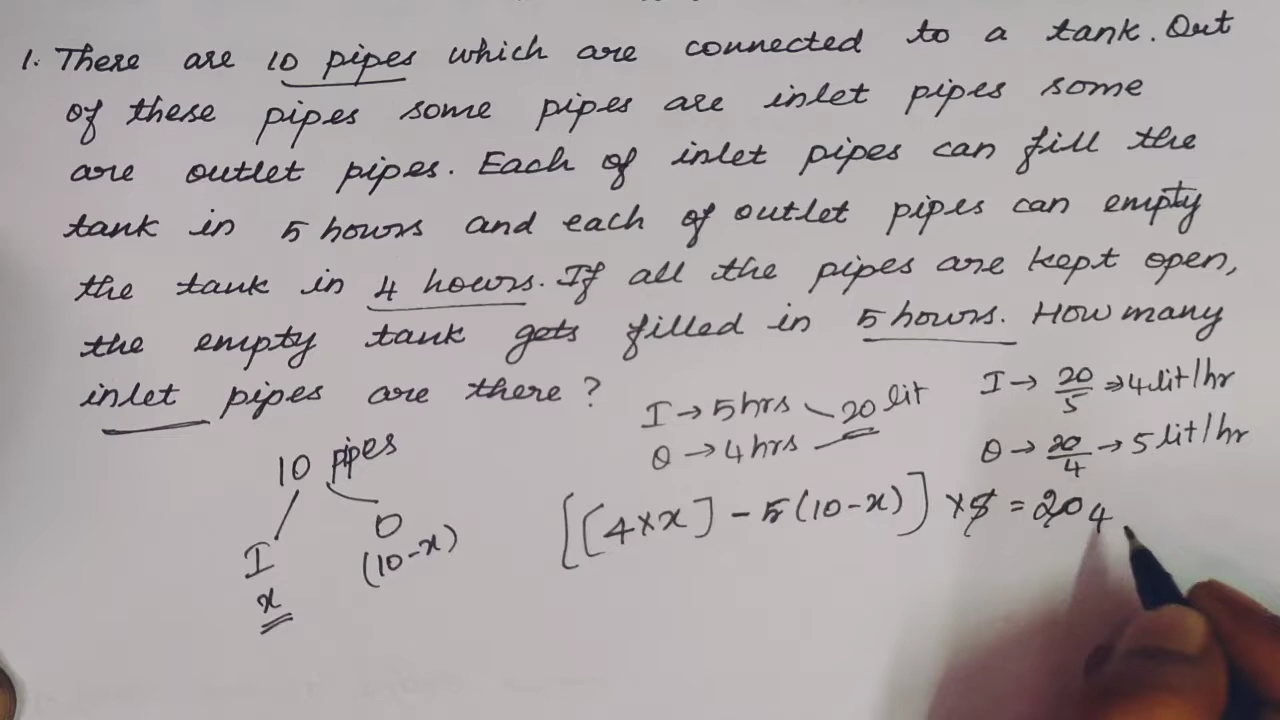 1. There are 10 pipes which are connected to a tank. Out
of these pipes some pipes are inlet pipes some
are outlet pipes. Each of inlet pipes can fill the
tank in 5 hours and each of outlet pipes can empty
the tank in 4 hours. If all the pipes are kept open,
the empty tank gets filled in 5 hours. How many
inlet pipes are there?
I → 5hrs
O → 4hrs
20 lit
I → 20/5 ⇒ 4 lit/hr
O → 20/4 → 5 lit/hr
10 pipes
I
x
O
(10-x)
[[4×x] - 5(10-x)] ×5 = 20 4